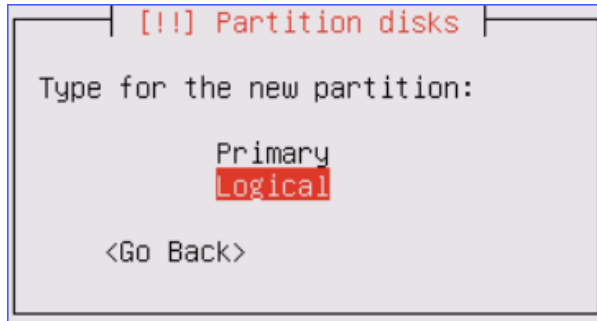 [!!] Partition disks
Type for the new partition:
Primary
Logical
<Go Back>